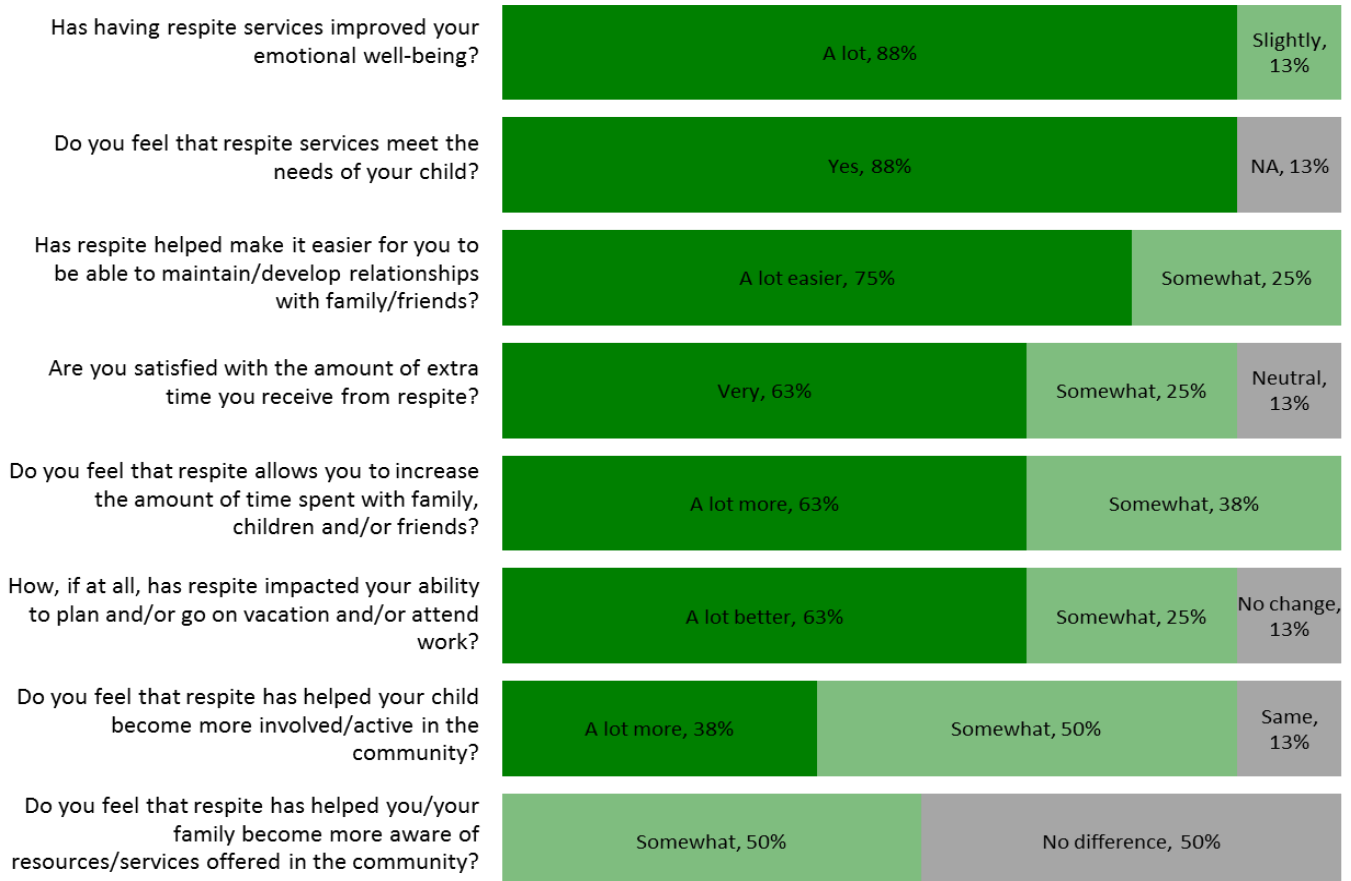 Has having respite services improved your
emotional well-being?
A lot, 88%
Slightly,
13%
Do you feel that respite services meet the
needs of your child?
Yes, 88%
NA, 13%
Has respite helped make it easier for you to
be able to maintain/develop relationships
with family/friends?
A lot easier, 75%
Somewhat, 25%
Are you satisfied with the amount of extra
time you receive from respite?
Very, 63%
Somewhat, 25%
Neutral,
13%
Do you feel that respite allows you to increase
the amount of time spent with family,
children and/or friends?
A lot more, 63%
Somewhat, 38%
How, if at all, has respite impacted your ability
to plan and/or go on vacation and/or attend
work?
A lot better, 63%
Somewhat, 25%
No change,
13%
Do you feel that respite has helped your child
become more involved/active in the
community?
A lot more, 38%
Somewhat, 50%
Same,
13%
Do you feel that respite has helped you/your
family become more aware of
resources/services offered in the community?
Somewhat, 50%
No difference, 50%